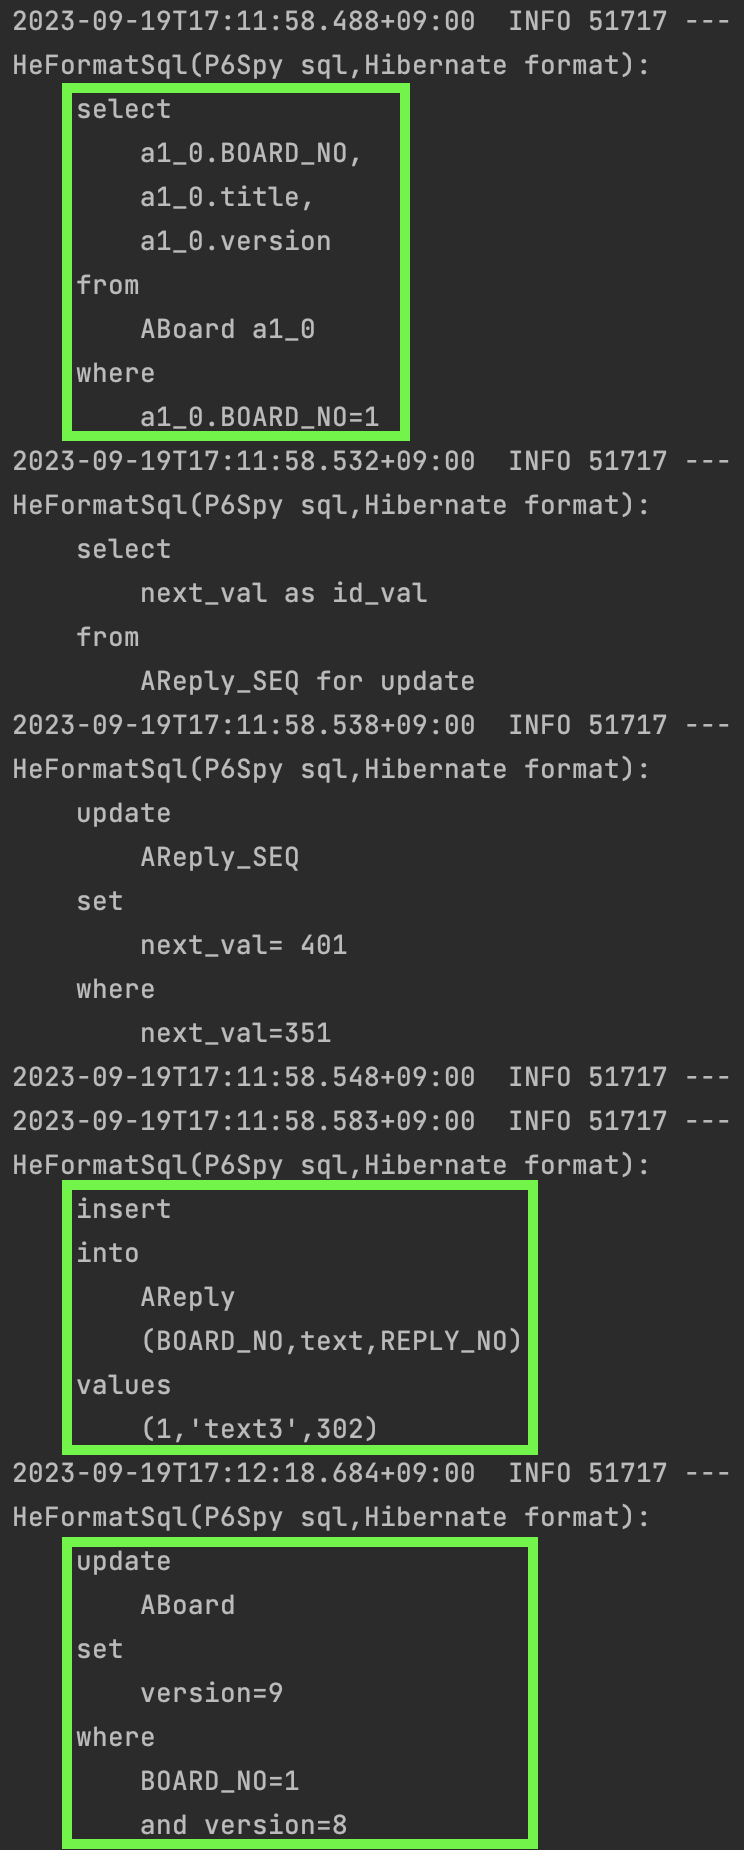 2023-09-19T17:11:58.488+09:00  INFO 51717 ---
HeFormatSql(P6Spy sql,Hibernate format):
    select
        a1_0.BOARD_NO,
        a1_0.title,
        a1_0.version
    from
        ABoard a1_0
    where
        a1_0.BOARD_NO=1
2023-09-19T17:11:58.532+09:00  INFO 51717 ---
HeFormatSql(P6Spy sql,Hibernate format):
    select
        next_val as id_val
    from
        AReply_SEQ for update
2023-09-19T17:11:58.538+09:00  INFO 51717 ---
HeFormatSql(P6Spy sql,Hibernate format):
    update
        AReply_SEQ
    set
        next_val= 401
    where
        next_val=351
2023-09-19T17:11:58.548+09:00  INFO 51717 ---
2023-09-19T17:11:58.583+09:00  INFO 51717 ---
HeFormatSql(P6Spy sql,Hibernate format):
    insert
    into
        AReply
        (BOARD_NO,text,REPLY_NO)
    values
        (1,'text3',302)
2023-09-19T17:12:18.684+09:00  INFO 51717 ---
HeFormatSql(P6Spy sql,Hibernate format):
    update
        ABoard
    set
        version=9
    where
        BOARD_NO=1
        and version=8